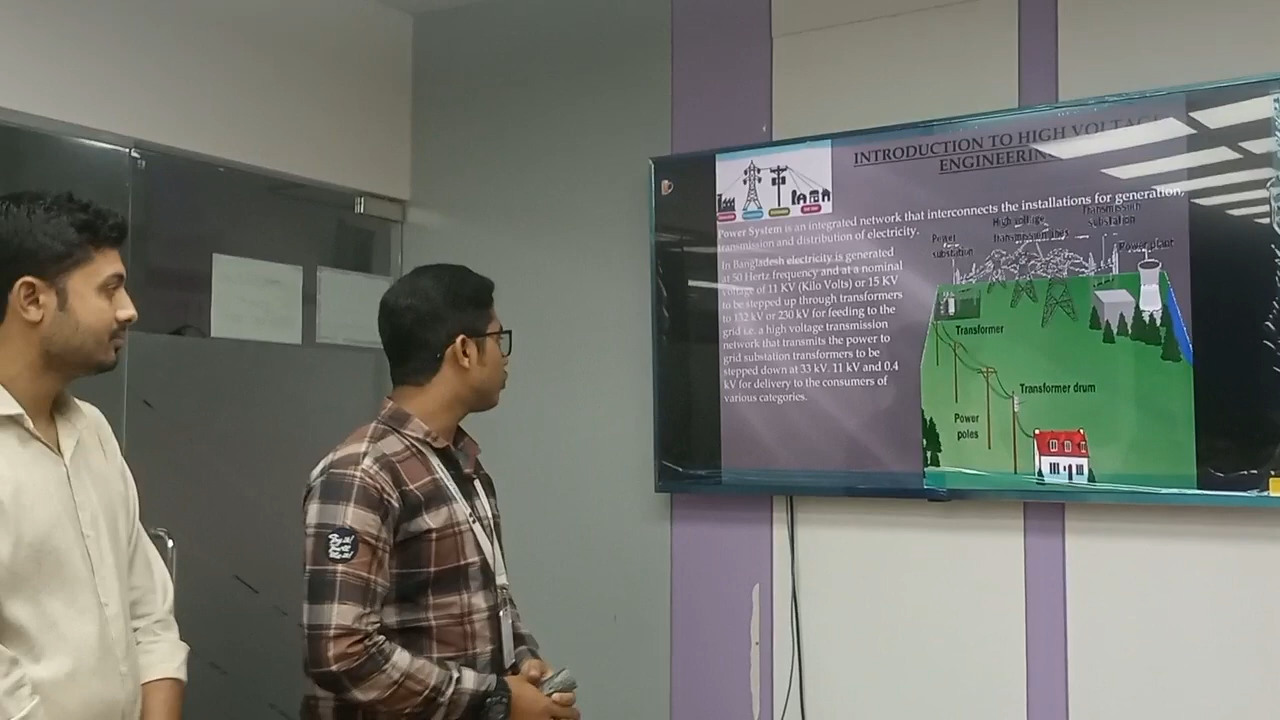 INTRODUCTION TO HIGH VOLTAGE
ENGINEERING
Power System is an integrated network that interconnects the installations for generation,
transmission and distribution of electricity.
In Bangladesh electricity is generated
at 50 Hertz frequency and at a nominal
voltage of 11 KV (Kilo Volts) or 15 KV
to be stepped up through transformers
to 132 kV or 230 kV for feeding to the
grid i.e. a high voltage transmission
network that transmits the power to
grid substation transformers to be
stepped down at 33 kV. 11 kV and 0.4
kV for delivery to the consumers of
various categories.
Power
substation
High voltage
Transmission lines
Transmission
substation
Power plant
Transformer
Transformer drum
Power
poles